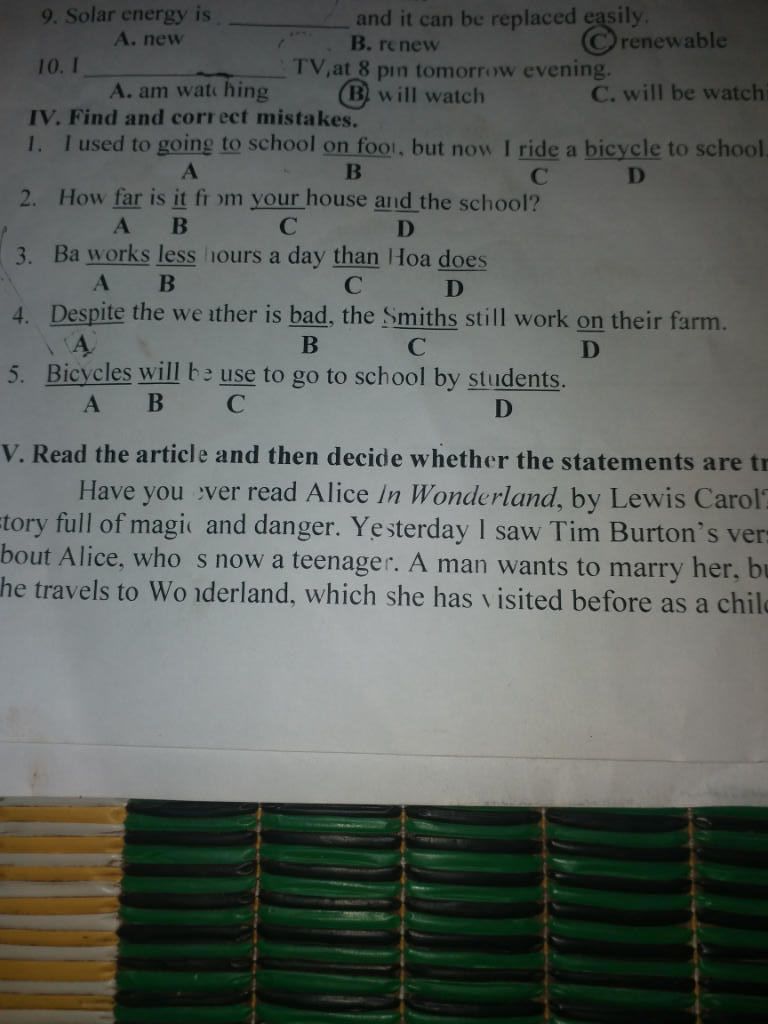 9. Solar energy is ____________ and it can be replaced easily.
A. new B. renew C. renewable
10. I ____________ TV, at 8 pm tomorrow evening.
A. am watching B. will watch C. will be watch
IV. Find and correct mistakes.
1. I used to going to school on foot, but now I ride a bicycle to school.
A B C D
2. How far is it from your house and the school?
A B C D
3. Ba works less hours a day than Hoa does
A B C D
4. Despite the weather is bad, the Smiths still work on their farm.
A B C D
5. Bicycles will be use to go to school by students.
A B C D
V. Read the article and then decide whether the statements are tr
Have you ever read Alice In Wonderland, by Lewis Carol?
story full of magic and danger. Yesterday I saw Tim Burton's vers
bout Alice, who s now a teenager. A man wants to marry her, bu
he travels to Wonderland, which she has visited before as a chil